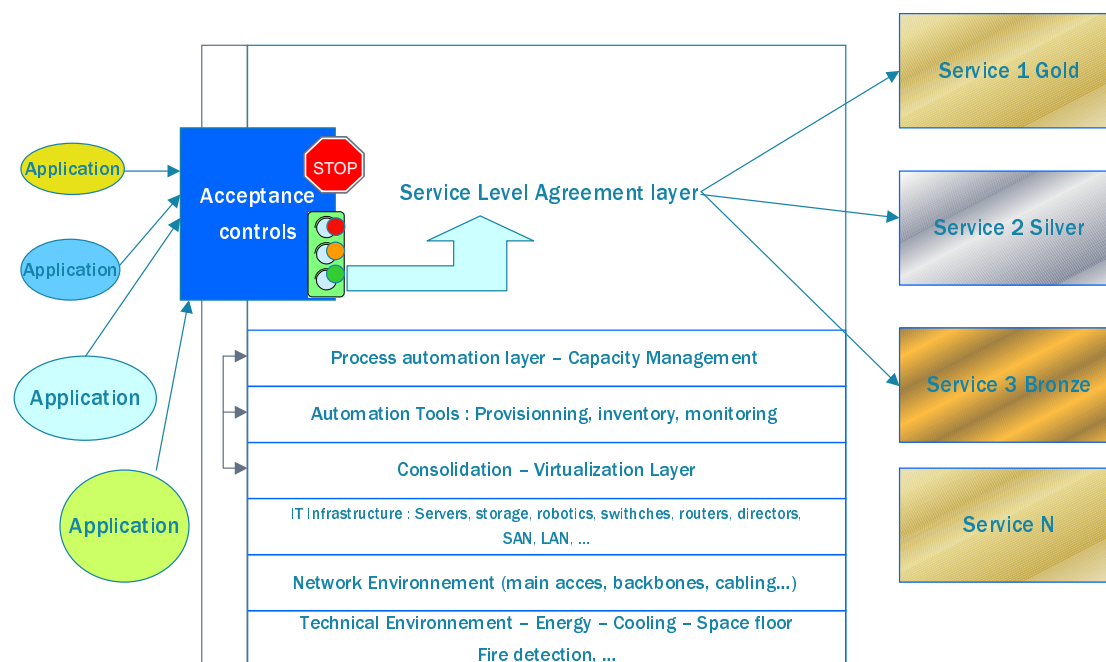 Service 1 Gold
Application
STOP
Acceptance
controls
Service Level Agreement layer
Service 2 Silver
Application
Process automation layer – Capacity Management
Service 3 Bronze
Application
Automation Tools : Provisionning, inventory, monitoring
Consolidation – Virtualization Layer
Application
IT Infrastructure : Servers, storage, robotics, swithches, routers, directors,
SAN, LAN, ...
Service N
Network Environnement (main acces, backbones, cabling...)
Technical Environnement – Energy – Cooling – Space floor
Fire detection, ...